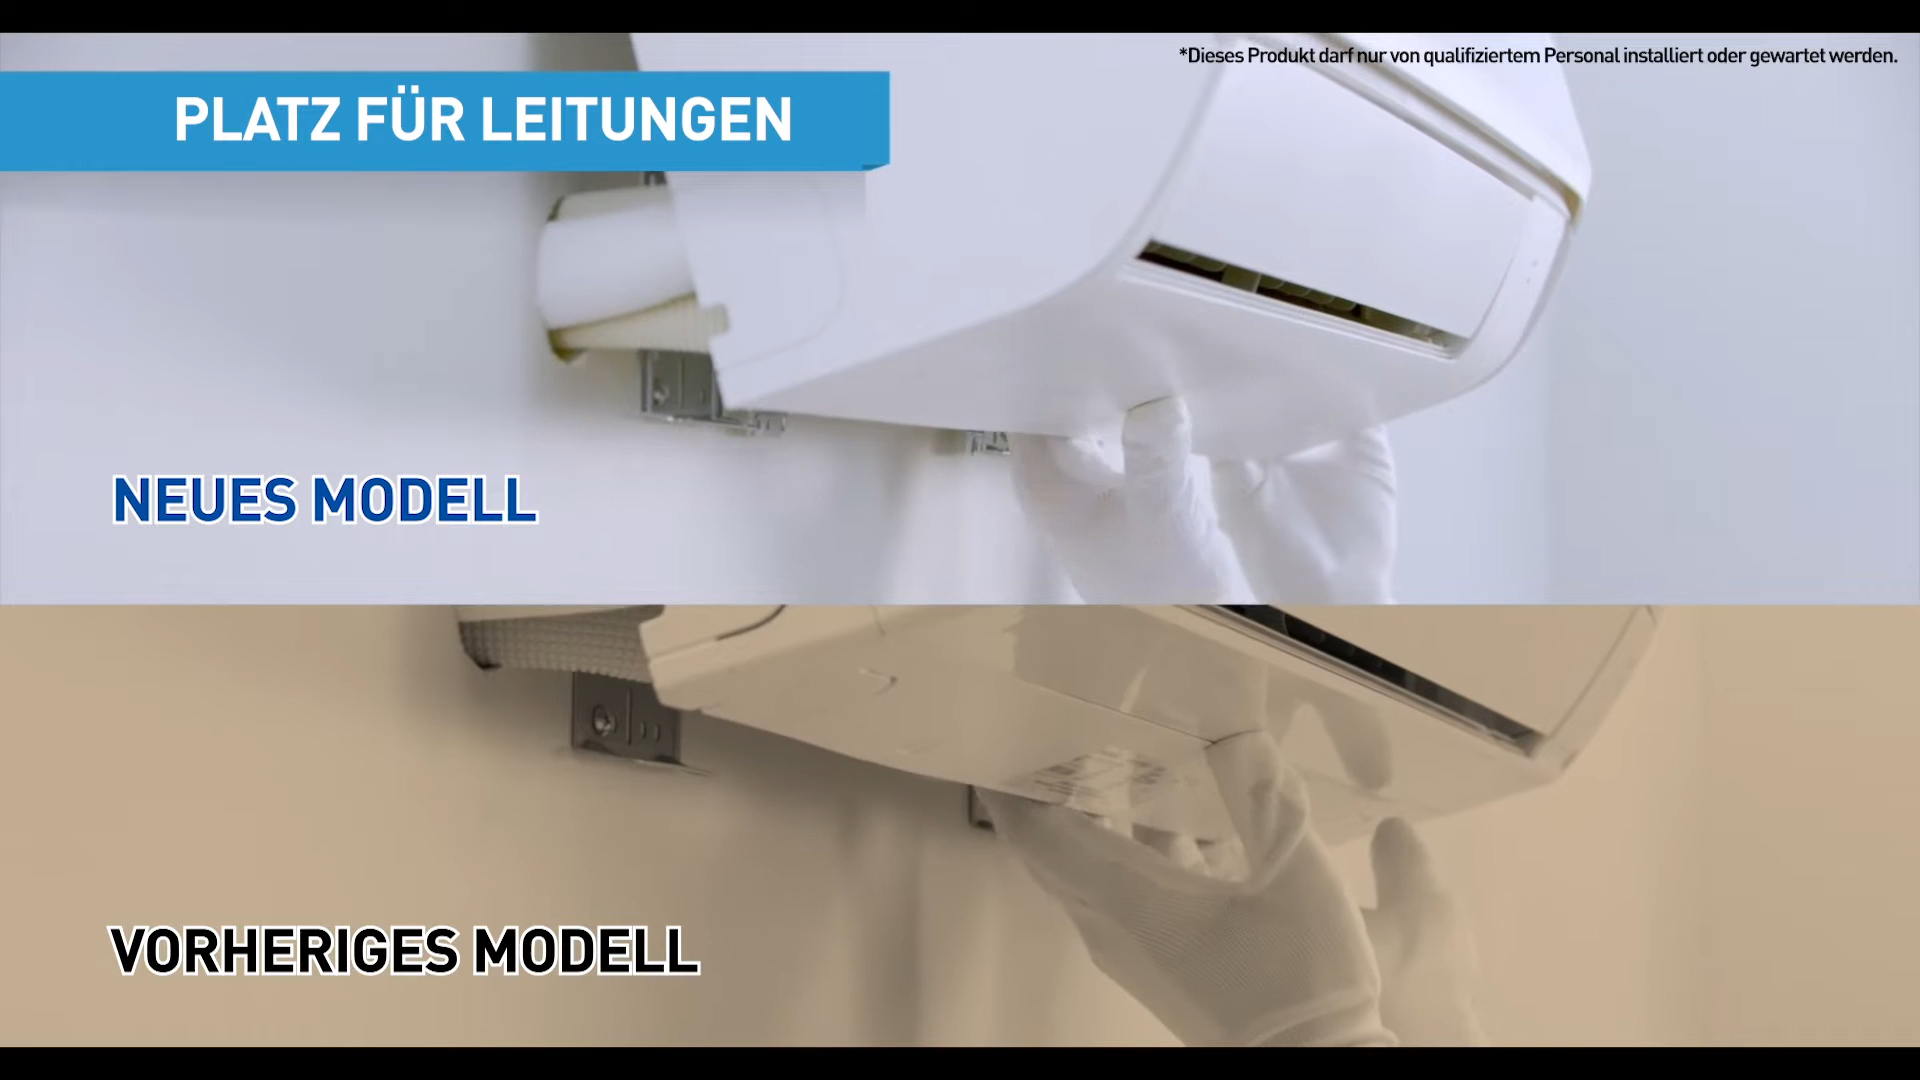 *Dieses Produkt darf nur von qualifiziertem Personal installiert oder gewartet werden.
PLATZ FÜR LEITUNGEN
NEUES MODELL
VORHERIGES MODELL